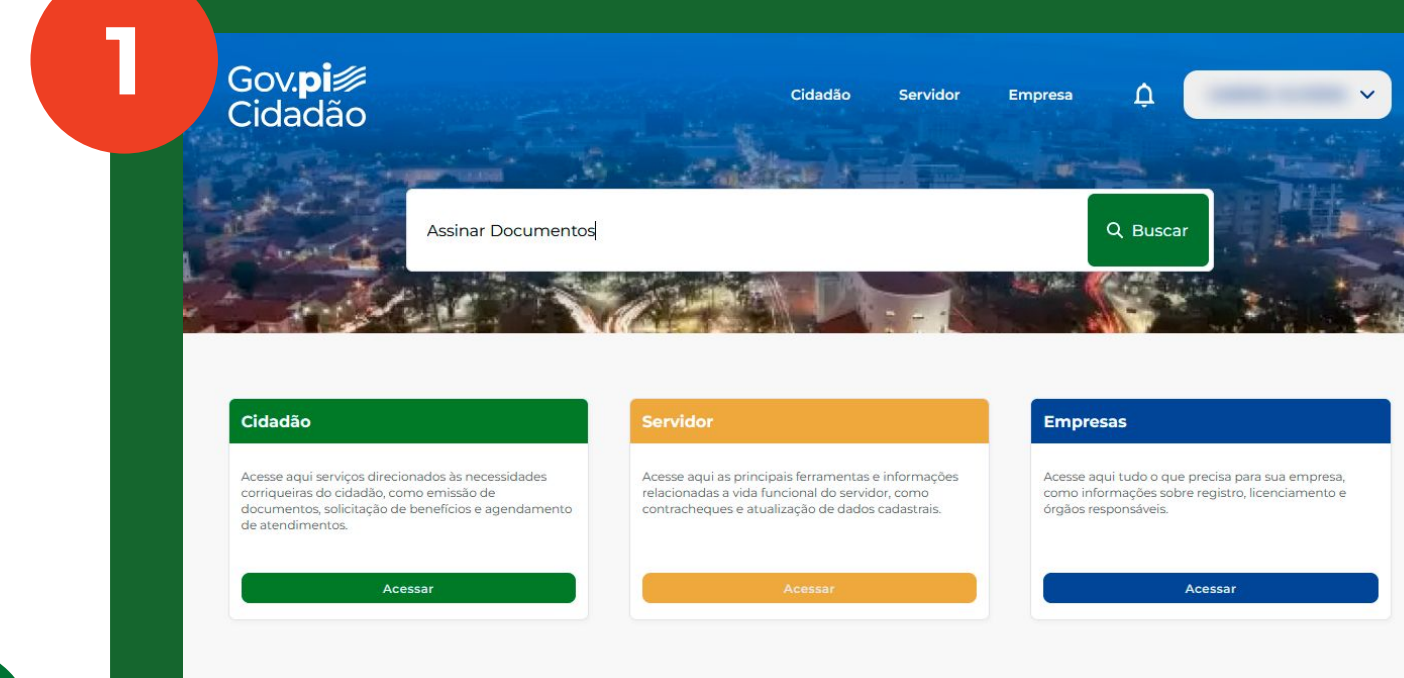 1
Gov.pi
Cidadão
Cidadão Servidor Empresa
Assinar Documentos
Buscar
Cidadão
Acesse aqui serviços direcionados às necessidades
corriqueiras do cidadão, como emissão de
documentos, solicitação de benefícios e agendamento
de atendimentos.
Acessar
Servidor
Acesse aqui as principais ferramentas e informações
relacionadas a vida funcional do servidor, como
contracheques e atualização de dados cadastrais.
Acessar
Empresas
Acesse aqui tudo o que precisa para sua empresa,
como informações sobre registro, licenciamento e
órgãos responsáveis.
Acessar